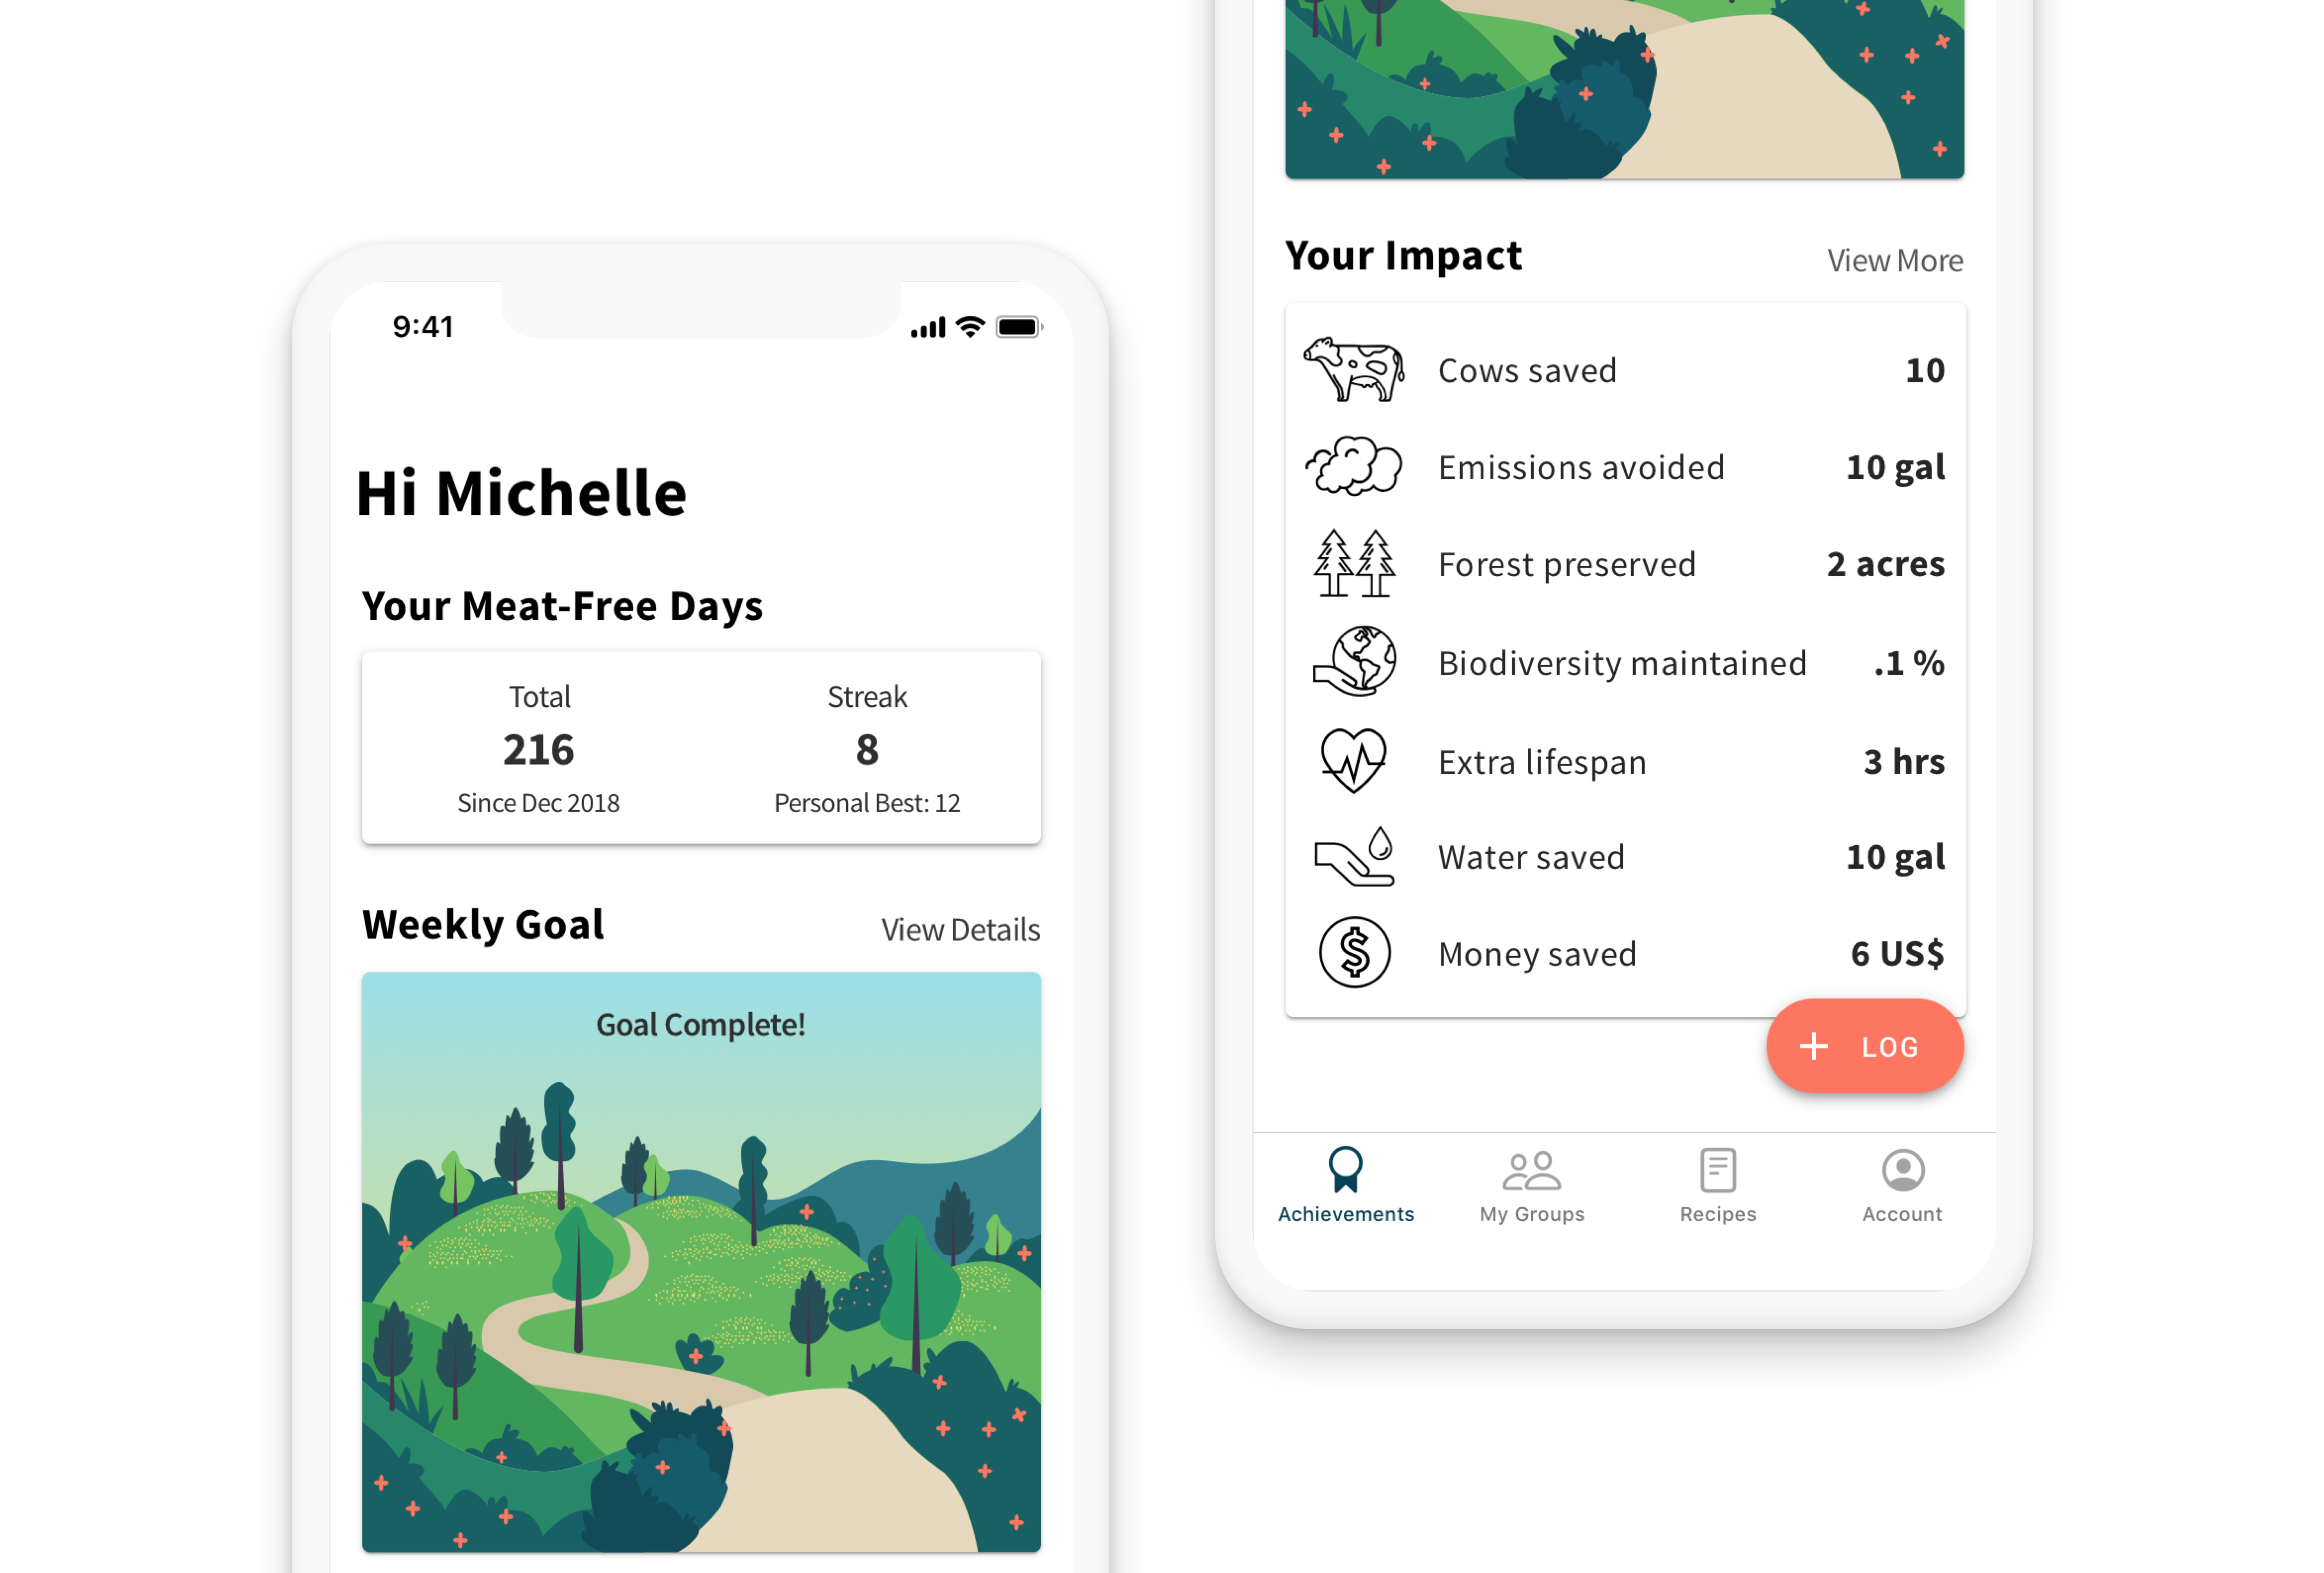 9:41
Hi Michelle
Your Meat-Free Days
Total
Streak
216
8
Since Dec 2018
Personal Best: 12
Weekly Goal
View Details
Goal Complete!
Your Impact
View More
Cows saved
10
Emissions avoided
10 gal
Forest preserved
2 acres
Biodiversity maintained
.1 %
Extra lifespan
3 hrs
Water saved
10 gal
Money saved
6 US$
+ LOG
Achievements
My Groups
Recipes
Account